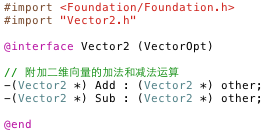 #import <Foundation/Foundation.h>
#import "Vector2.h"
@interface Vector2 (VectorOpt)
// 附加二维向量的加法和减法运算
-(Vector2 *) Add : (Vector2 *) other;
-(Vector2 *) Sub : (Vector2 *) other;
@end